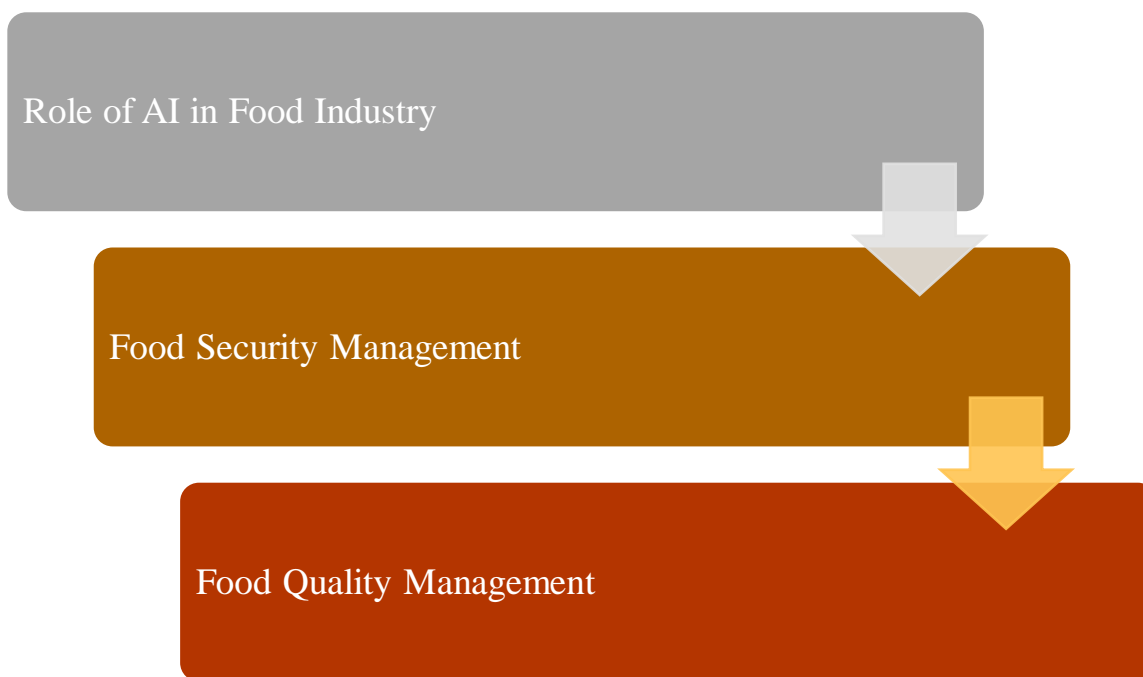 Role of AI in Food Industry
Food Security Management
Food Quality Management